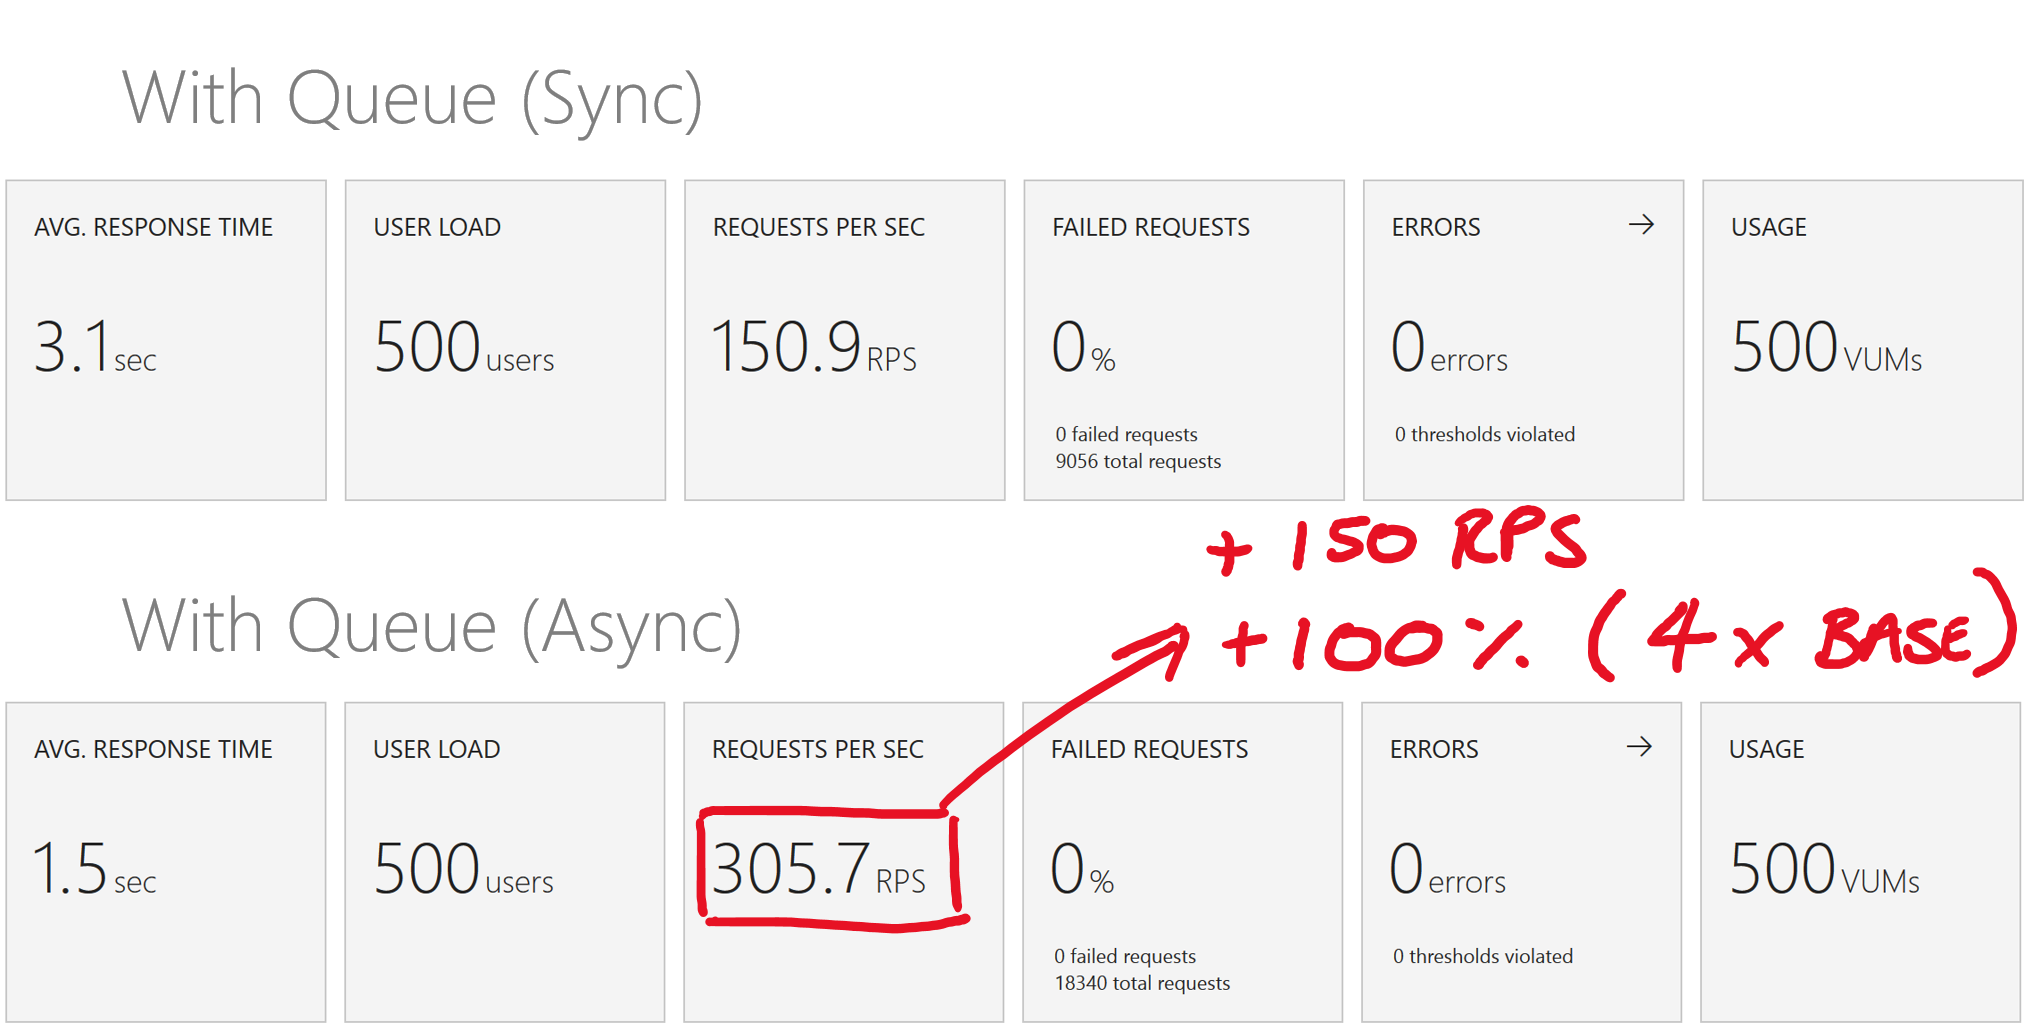 With Queue (Sync)
AVG. RESPONSE TIME
3.1 sec
USER LOAD
500 users
REQUESTS PER SEC
150.9 RPS
FAILED REQUESTS
0 %
0 failed requests
9056 total requests
ERRORS →
0 errors
0 thresholds violated
USAGE
500 VUMs
+ 150 RPS
+ 100% (4x BASE)
With Queue (Async)
AVG. RESPONSE TIME
1.5 sec
USER LOAD
500 users
REQUESTS PER SEC
305.7 RPS
FAILED REQUESTS
0 %
0 failed requests
18340 total requests
ERRORS →
0 errors
0 thresholds violated
USAGE
500 VUMs